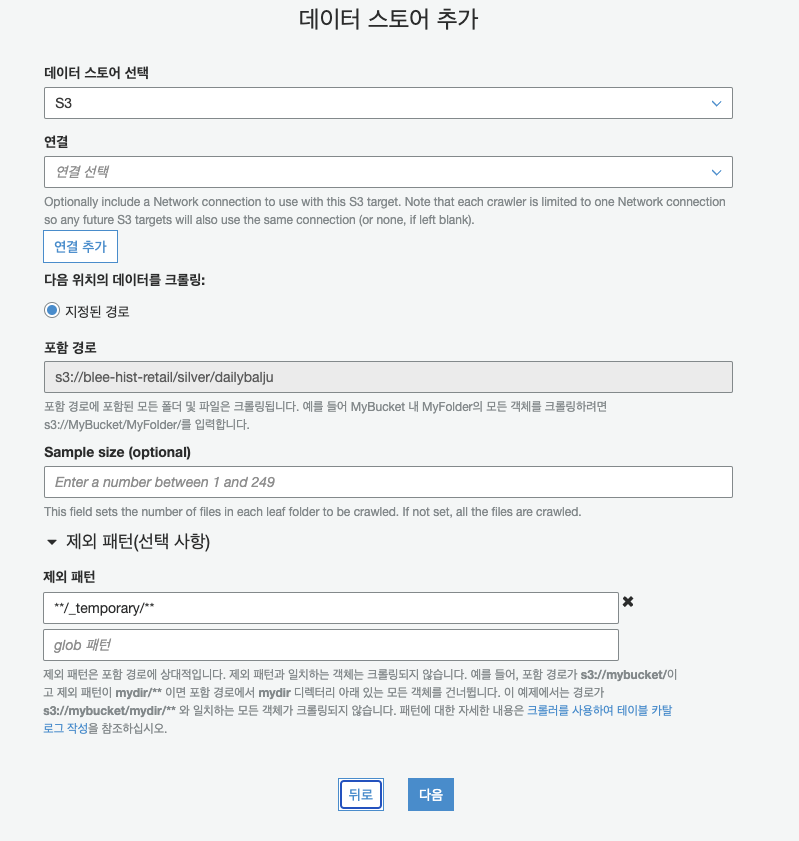 데이터 스토어 추가
데이터 스토어 선택
S3
연결
연결 선택
Optionally include a Network connection to use with this S3 target. Note that each crawler is limited to one Network connection
so any future S3 targets will also use the same connection (or none, if left blank).
연결 추가
다음 위치의 데이터를 크롤링:
지정된 경로
포함 경로
s3://blee-hist-retail/silver/dailybalju
포함 경로에 포함된 모든 폴더 및 파일은 크롤링됩니다. 예를 들어 MyBucket 내 MyFolder의 모든 객체를 크롤링하려면
s3://MyBucket/MyFolder/를 입력합니다.
Sample size (optional)
Enter a number between 1 and 249
This field sets the number of files in each leaf folder to be crawled. If not set, all the files are crawled.
제외 패턴(선택 사항)
제외 패턴
**/_temporary/**
glob 패턴
제외 패턴은 포함 경로에 상대적입니다. 제외 패턴과 일치하는 객체는 크롤링되지 않습니다. 예를 들어, 포함 경로가 s3://mybucket/이
고 제외 패턴이 mydir/** 이면 포함 경로에서 mydir 디렉터리 아래 있는 모든 객체를 건너뜁니다. 이 예제에서는 경로가
s3://mybucket/mydir/** 와 일치하는 모든 객체가 크롤링되지 않습니다. 패턴에 대한 자세한 내용은 크롤러를 사용하여 테이블 카탈
로그 작성을 참조하십시오.
뒤로
다음